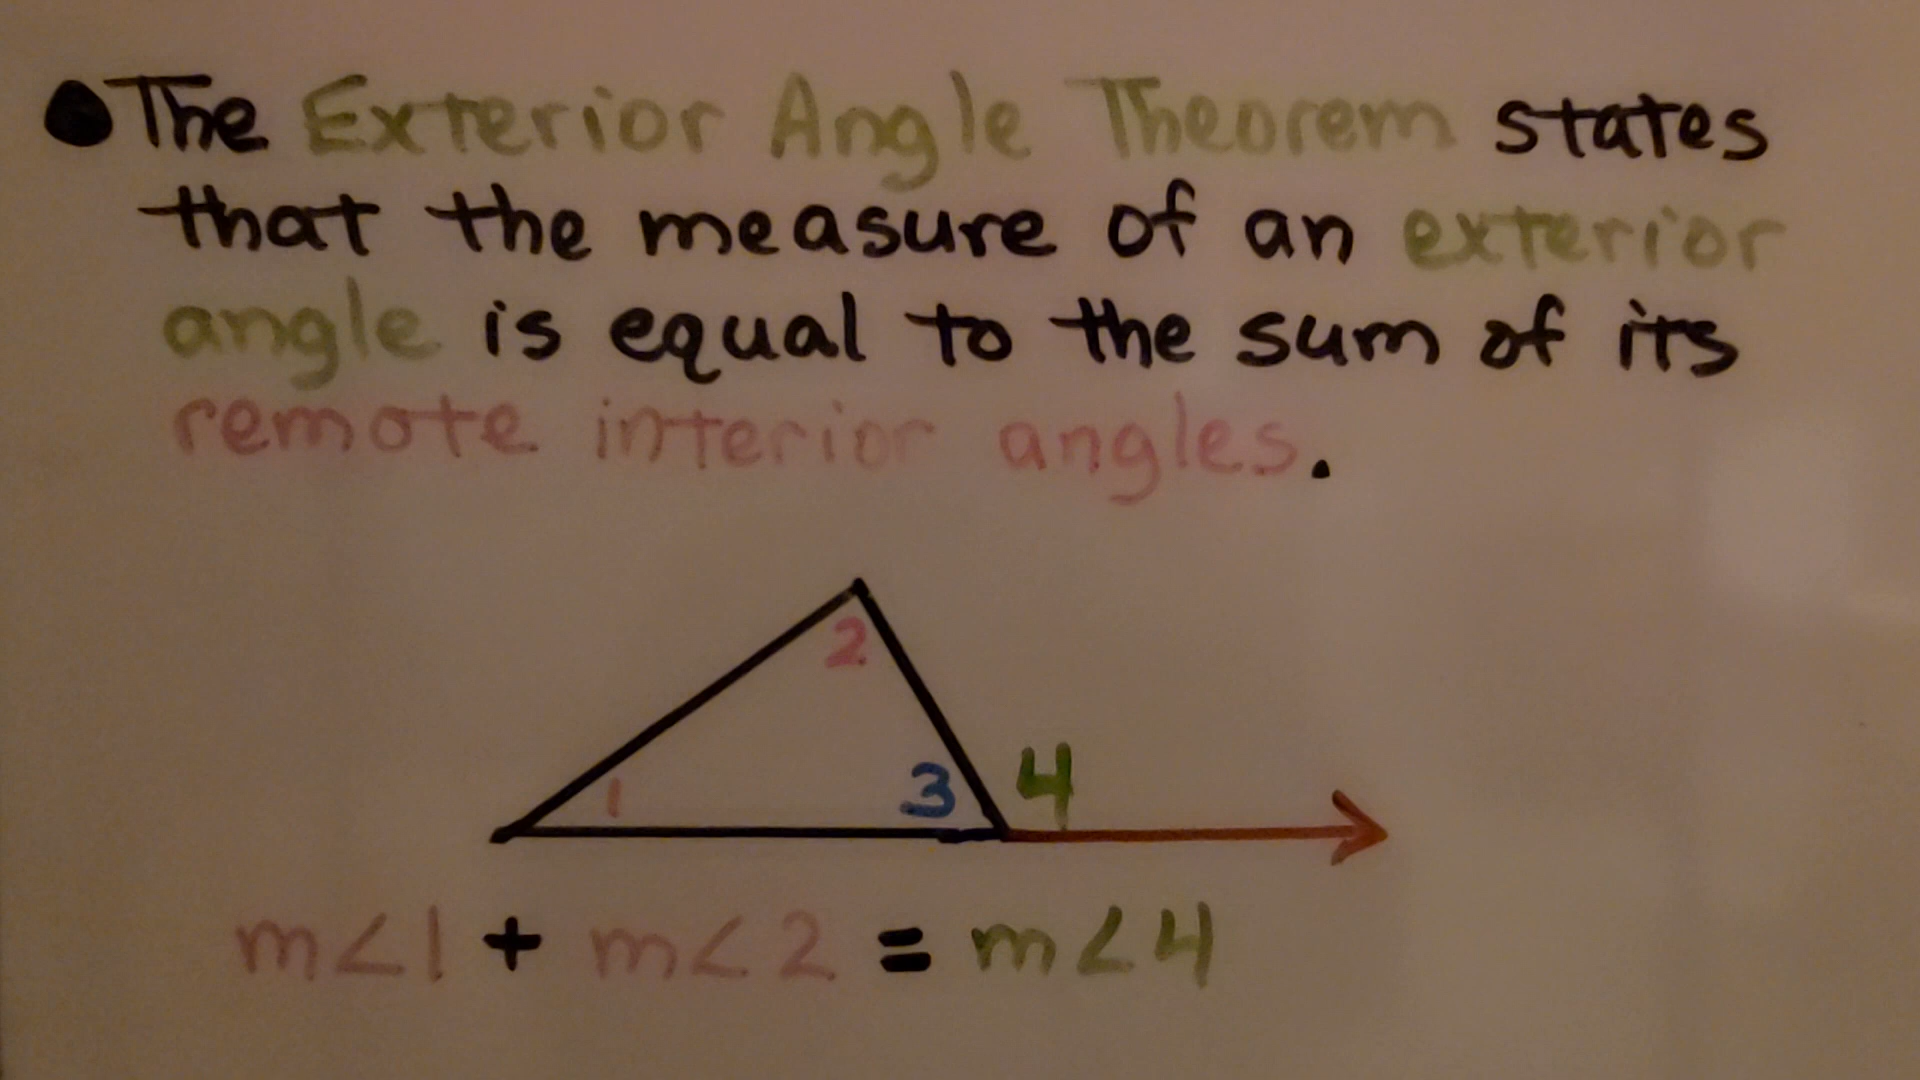 ●The Exterior Angle Theorem states
that the measure of an exterior
angle is equal to the sum of its
remote interior angles.
2
1 3 4
m∠1 + m∠2 = m∠4